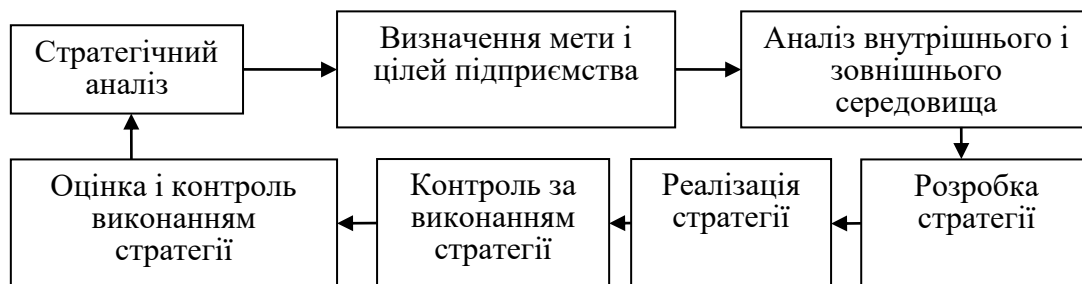 Стратегічний
аналіз
Визначення мети і
цілей підприємства
Аналіз внутрішнього і
зовнішнього
середовища
Оцінка і контроль
виконанням
стратегії
Контроль за
виконанням
стратегії
Реалізація
стратегії
Розробка
стратегії